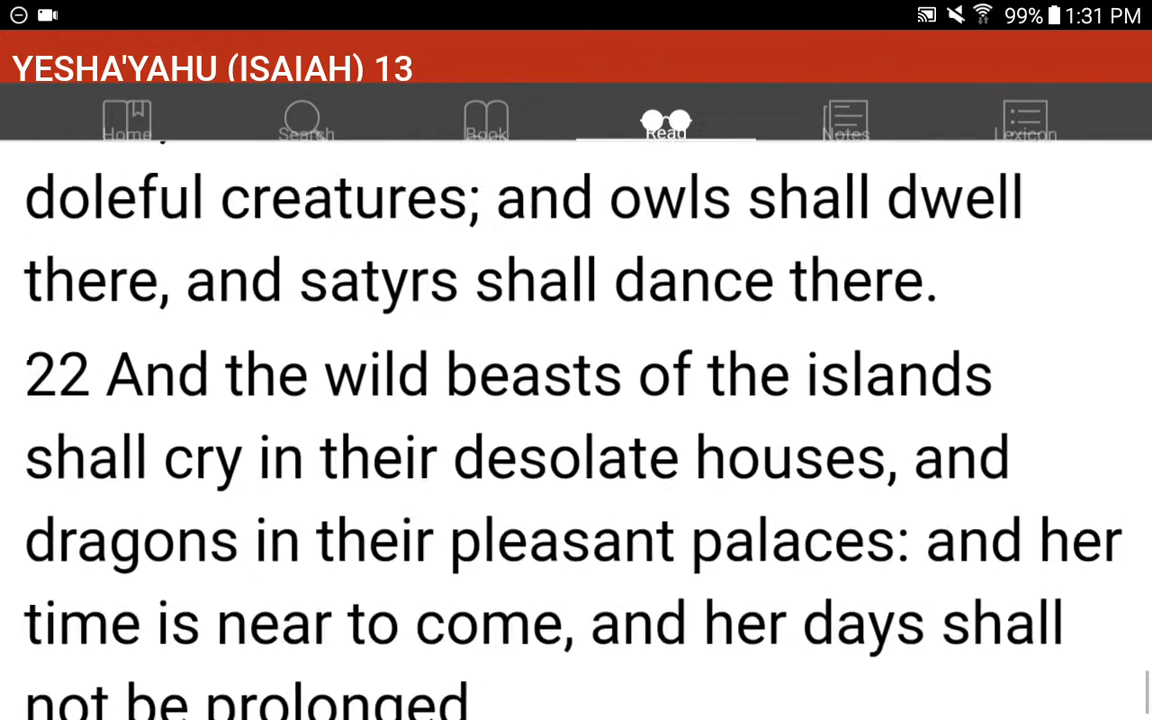 99% 1:31 PM
YESHA'YAHU (ISAIAH) 13
Home Search Book Read Notes Lexicon
doleful creatures; and owls shall dwell
there, and satyrs shall dance there.
22 And the wild beasts of the islands
shall cry in their desolate houses, and
dragons in their pleasant palaces: and her
time is near to come, and her days shall
not be prolonged